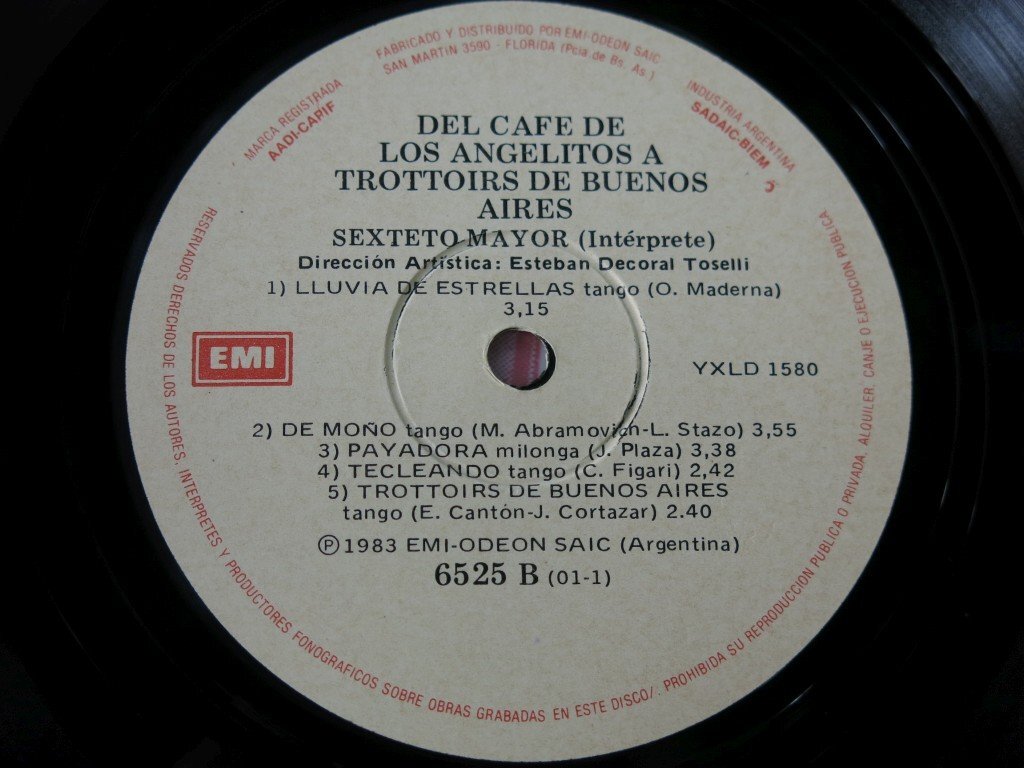 FABRICADO Y DISTRIBUIDO POR EMI-ODEON SAIC
SAN MARTIN 3590 - FLORIDA (Pcia de Bs. As.)
MARCA REGISTRADA
AADI-CAPIF
INDUSTRIA ARGENTINA
SADAIC-BIEM
DEL CAFE DE
LOS ANGELITOS A
TROTTOIRS DE BUENOS
AIRES
SEXTETO MAYOR (Intérprete)
Dirección Artística: Esteban Decoral Toselli
1) LLUVIA DE ESTRELLAS tango (O. Maderna)
3,15
EMI
YXLD 1580
2) DE MOÑO tango (M. Abramovich-L. Stazo) 3,55
3) PAYADORA milonga (J. Plaza) 3,38
4) TECLEANDO tango (C. Figari) 2,42
5) TROTTOIRS DE BUENOS AIRES
tango (E. Cantón-J. Cortazar) 2.40
℗ 1983 EMI-ODEON SAIC (Argentina)
6525 B (01-1)
RESERVADOS DERECHOS DE LOS AUTORES, INTERPRETES Y PRODUCTORES FONOGRAFICOS SOBRE OBRAS GRABADAS EN ESTE DISCO/. PROHIBIDA SU REPRODUCCION PUBLICA O PRIVADA, ALQUILER, CANJE O EJECUCION PUBLICA